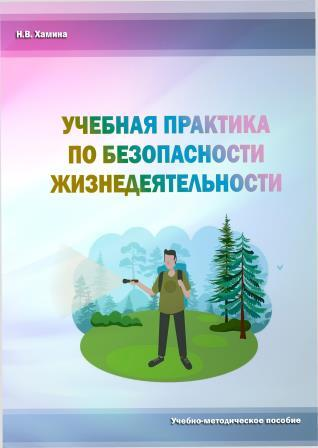 Н.В. Хамина
УЧЕБНАЯ ПРАКТИКА
ПО БЕЗОПАСНОСТИ
ЖИЗНЕДЕЯТЕЛЬНОСТИ
Учебно-методическое пособие